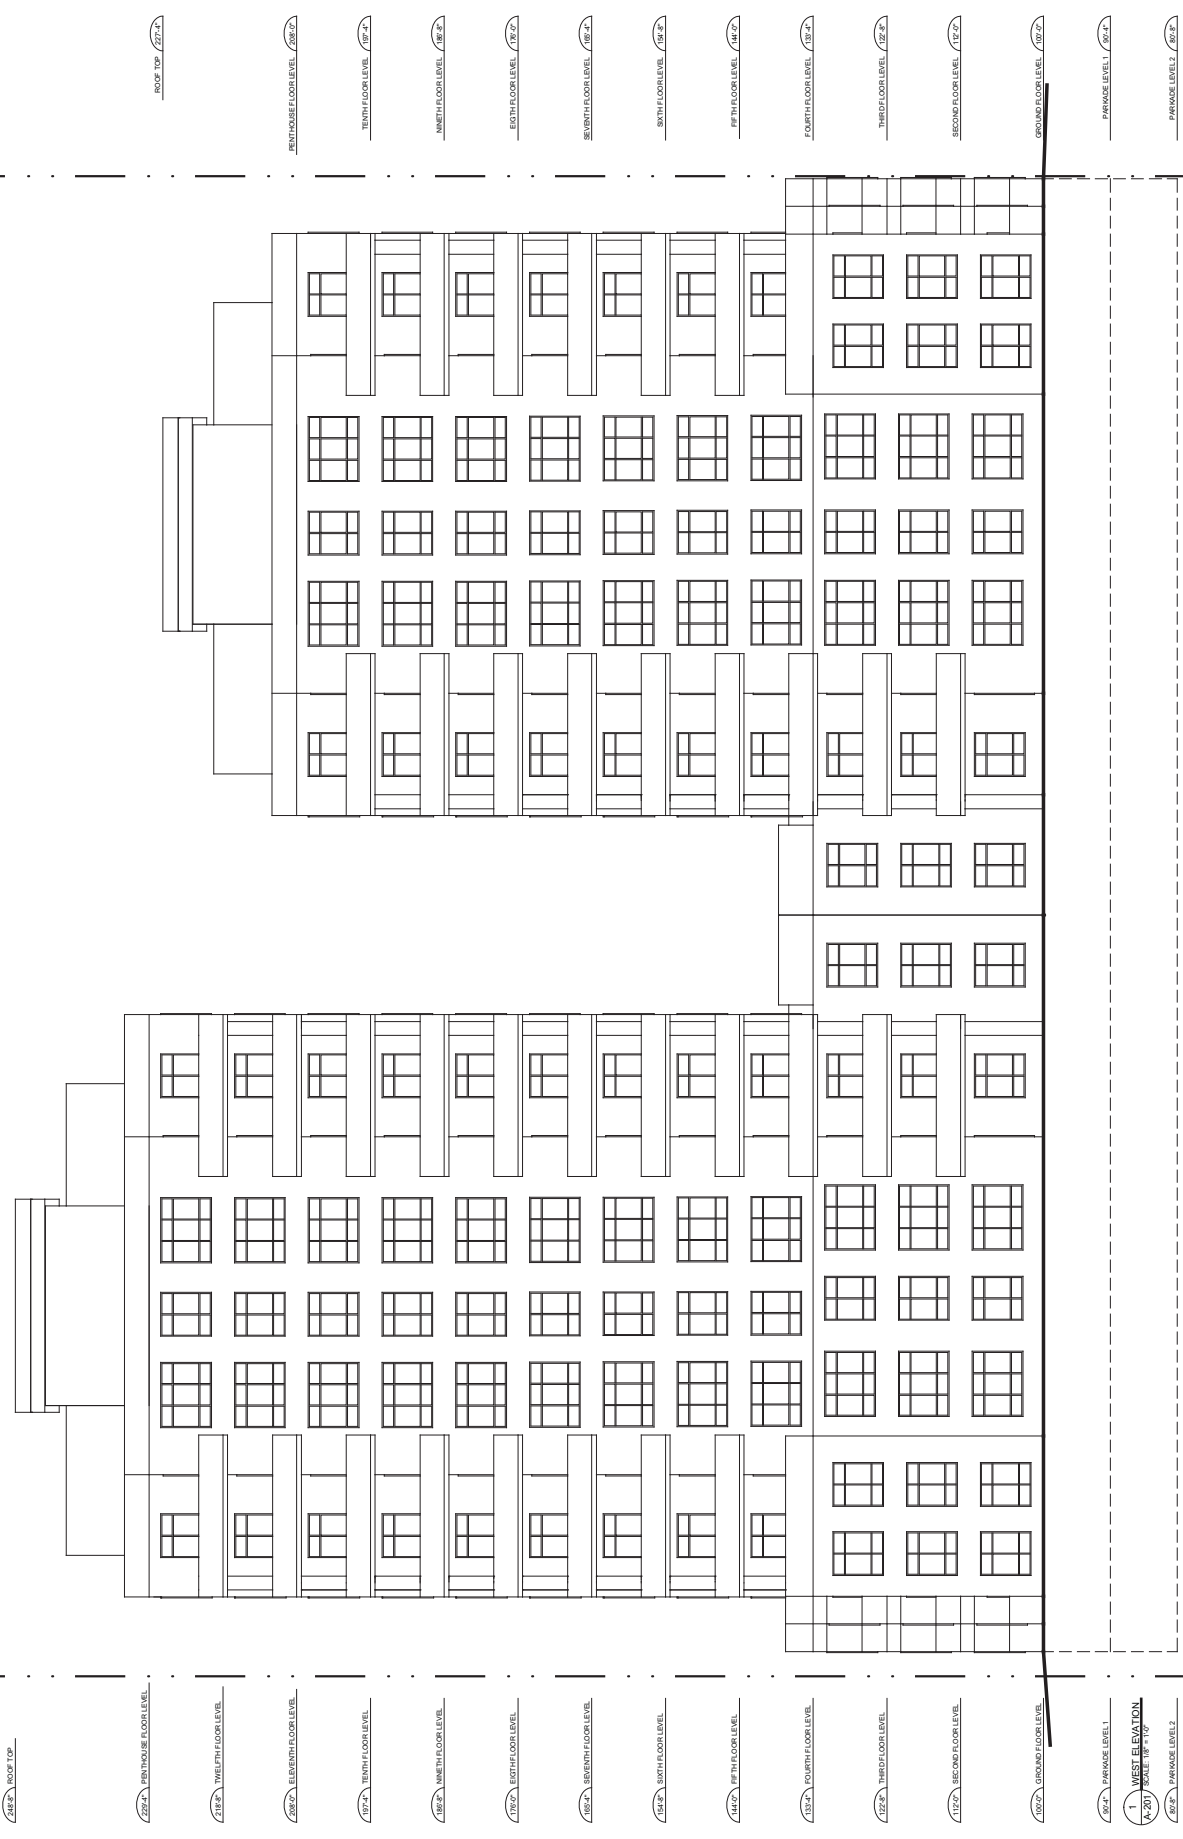 ROOF TOP 227'-4"
PENTHOUSE FLOOR LEVEL 208'-0"
TENTH FLOOR LEVEL 197'-4"
NINETH FLOOR LEVEL 186'-8"
EIGTH FLOOR LEVEL 176'-0"
SEVENTH FLOOR LEVEL 165'-4"
SIXTH FLOOR LEVEL 154'-8"
FIFTH FLOOR LEVEL 144'-0"
FOURTH FLOOR LEVEL 133'-4"
THIRD FLOOR LEVEL 122'-8"
SECOND FLOOR LEVEL 112'-0"
GROUND FLOOR LEVEL 100'-0"
PARKADE LEVEL 1 90'-4"
PARKADE LEVEL 2 80'-8"
248'-8" ROOF TOP
229'-4" PENTHOUSE FLOOR LEVEL
218'-8" TWELFTH FLOOR LEVEL
208'-0" ELEVENTH FLOOR LEVEL
197'-4" TENTH FLOOR LEVEL
186'-8" NINETH FLOOR LEVEL
176'-0" EIGTH FLOOR LEVEL
165'-4" SEVENTH FLOOR LEVEL
154'-8" SIXTH FLOOR LEVEL
144'-0" FIFTH FLOOR LEVEL
133'-4" FOURTH FLOOR LEVEL
122'-8" THIRD FLOOR LEVEL
112'-0" SECOND FLOOR LEVEL
100'-0" GROUND FLOOR LEVEL
90'-4" PARKADE LEVEL 1
1 WEST ELEVATION
A-201 SCALE: 1/8" = 1'-0"
80'-8" PARKADE LEVEL 2